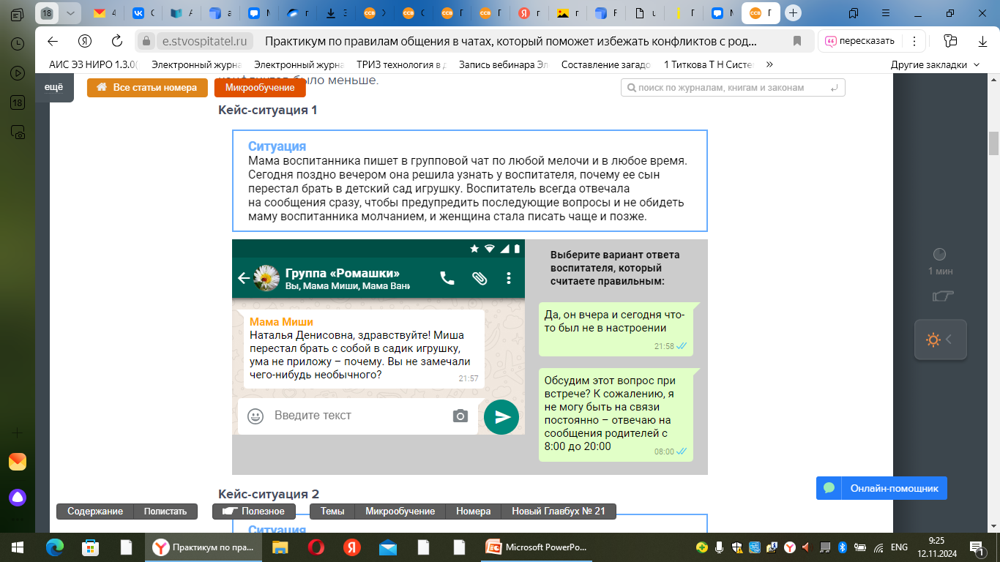 18
4
e.stvospitatel.ru
Практикум по правилам общения в чатах, который поможет избежать конфликтов с род...
пересказать
АИС ЭЗ НИРО 1.3.0(
Электронный журна
Электронный журна
ТРИЗ технология в д
Запись вебинара Эл
Составление загадо
1 Титкова Т Н Систе
»
Другие закладки
ещё
Все статьи номера
Микрообучение
поиск по журналам, книгам и законам
конфликтов было меньше.
18
Кейс-ситуация 1
Ситуация
Мама воспитанника пишет в групповой чат по любой мелочи и в любое время.
Сегодня поздно вечером она решила узнать у воспитателя, почему ее сын
перестал брать в детский сад игрушку. Воспитатель всегда отвечала
на сообщения сразу, чтобы предупредить последующие вопросы и не обидеть
маму воспитанника молчанием, и женщина стала писать чаще и позже.
Группа «Ромашки»
Вы, Мама Миши, Мама Вани
Мама Миши
Наталья Денисовна, здравствуйте! Миша
перестал брать с собой в садик игрушку,
ума не приложу – почему. Вы не замечали
чего-нибудь необычного?
21:57
Введите текст
Выберите вариант ответа
воспитателя, который
считаете правильным:
Да, он вчера и сегодня что-
то был не в настроении
21:58
Обсудим этот вопрос при
встрече? К сожалению, я
не могу быть на связи
постоянно – отвечаю на
сообщения родителей с
8:00 до 20:00
08:00
1 мин
Кейс-ситуация 2
Онлайн-помощник
Содержание
Полистать
Полезное
Темы
Микрообучение
Номера
Новый Главбух № 21
Ситуация
Практикум по пра...
Microsoft PowerPo...
ENG
9:25
12.11.2024
1